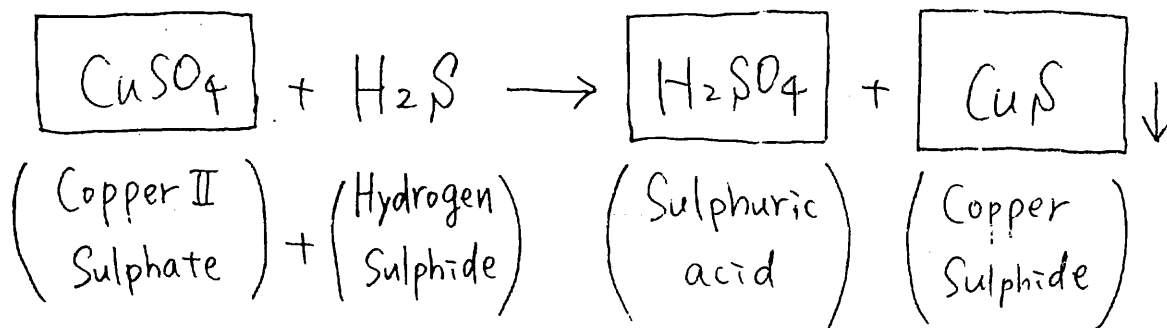 CuSO₄ + H₂S → H₂SO₄ + CuS ↓
(Copper II Sulphate) + (Hydrogen Sulphide) (Sulphuric acid) (Copper Sulphide)